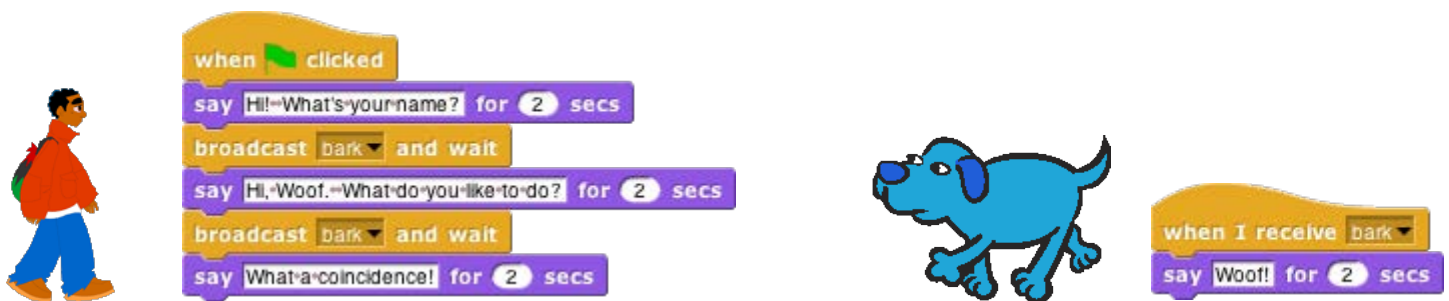 when clicked
say Hi! What's your name? for 2 secs
broadcast bark and wait
say Hi, Woof. What do you like to do? for 2 secs
broadcast bark and wait
say What a coincidence! for 2 secs
when I receive bark
say Woof! for 2 secs